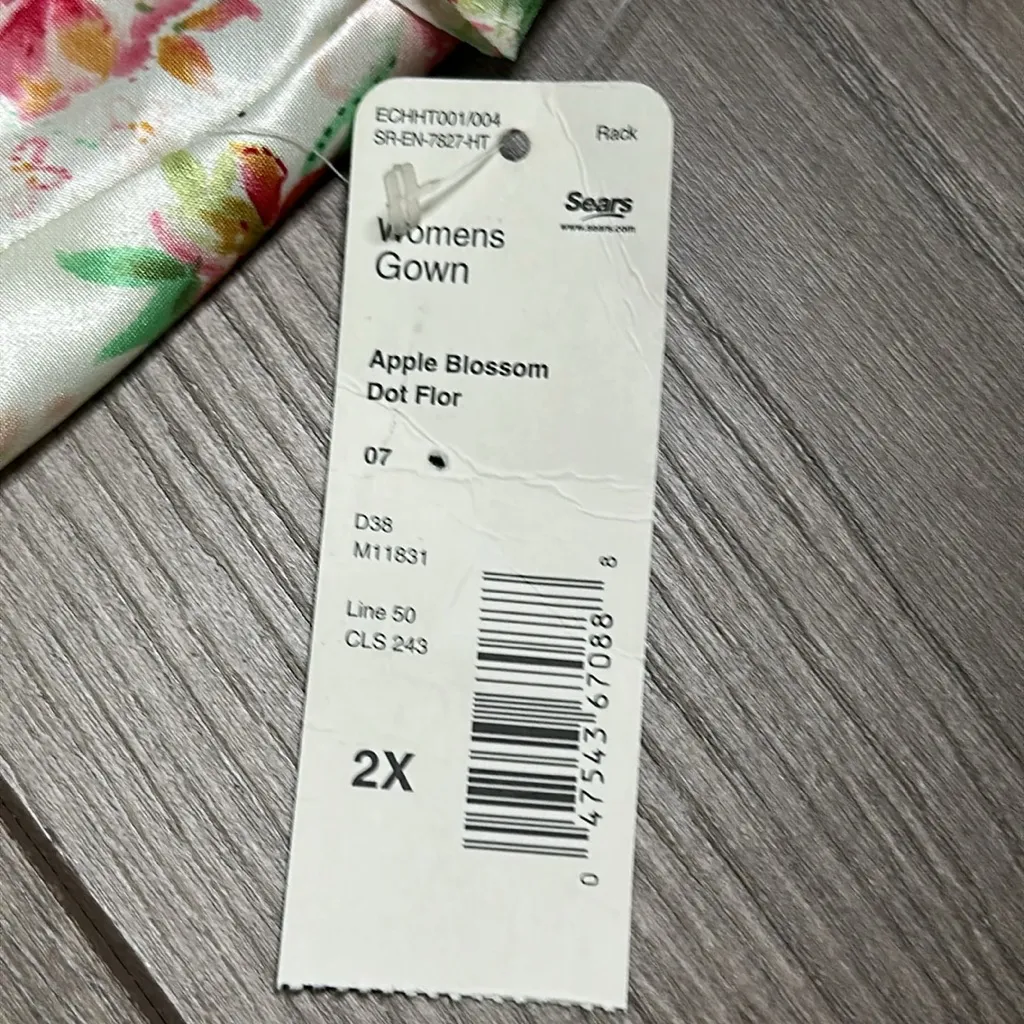 ECHHT001/004
SR-EN-7827-HT
Rack
Sears
www.sears.com
Womens
Gown
Apple Blossom
Dot Flor
07
D38
M11831
Line 50
CLS 243
2X
0 47543 67088 8